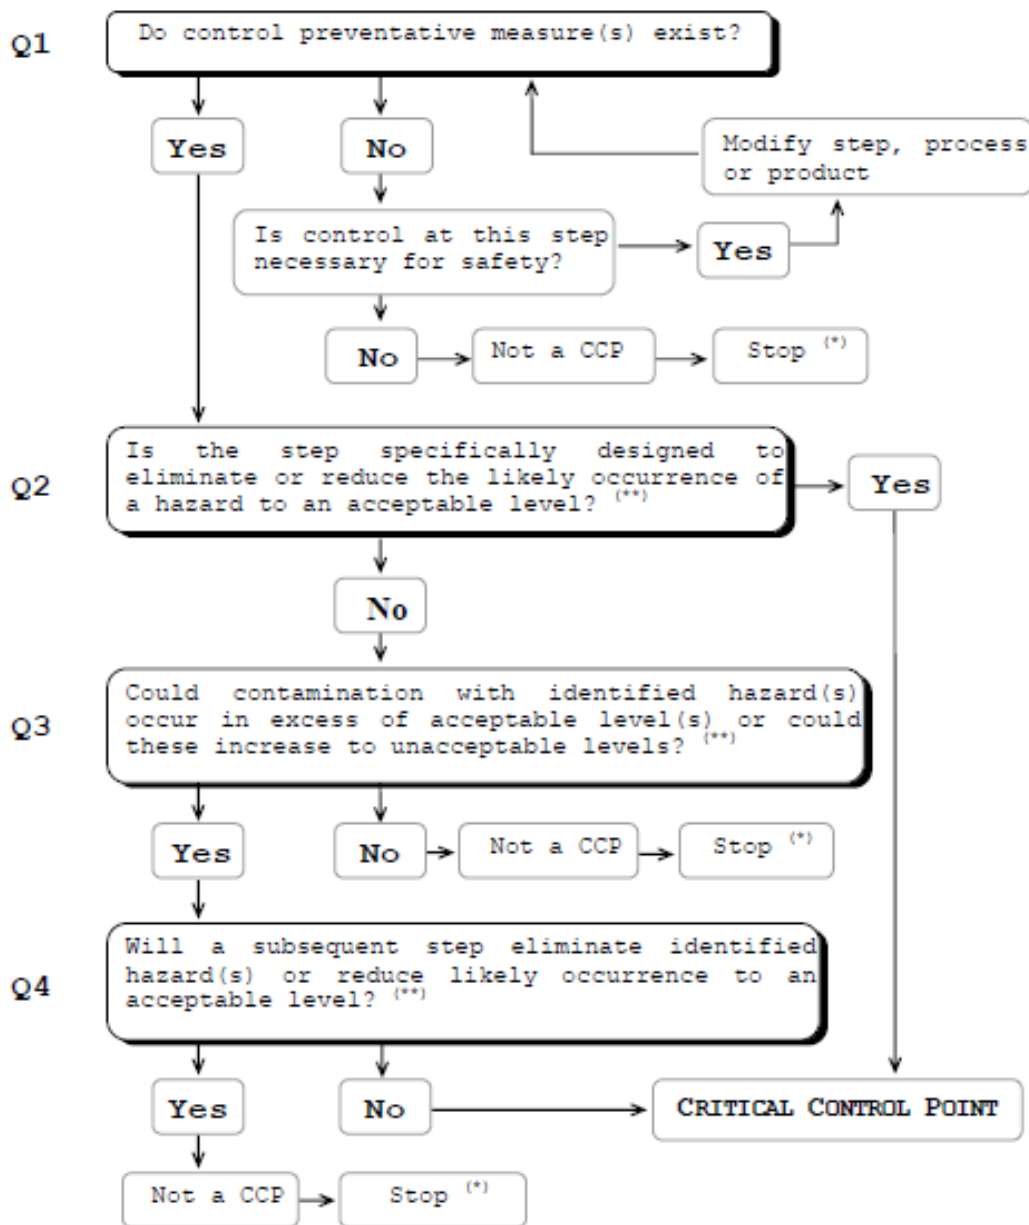 Q1
Do control preventative measure(s) exist?
Yes
No
Modify step, process
or product
Is control at this step
necessary for safety?
Yes
No
Not a CCP
Stop (*)
Q2
Is the step specifically designed to
eliminate or reduce the likely occurrence of
a hazard to an acceptable level? (**)
Yes
No
Q3
Could contamination with identified hazard(s)
occur in excess of acceptable level(s) or could
these increase to unacceptable levels? (**)
Yes
No
Not a CCP
Stop (*)
Q4
Will a subsequent step eliminate identified
hazard(s) or reduce likely occurrence to an
acceptable level? (**)
Yes
No
CRITICAL CONTROL POINT
Not a CCP
Stop (*)